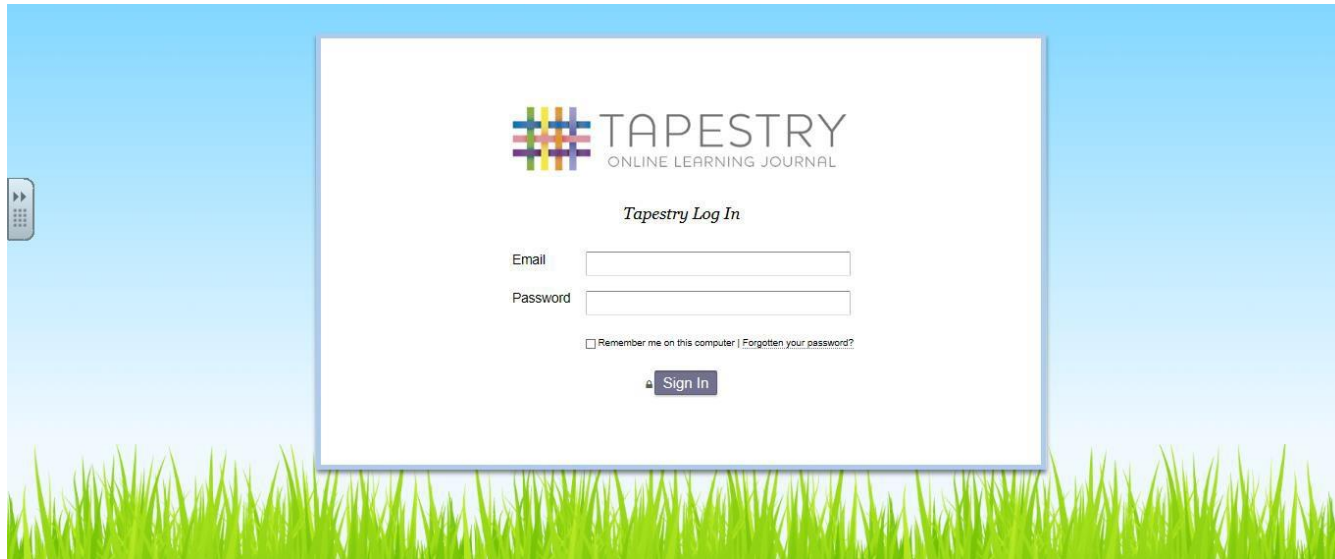 TAPESTRY
ONLINE LEARNING JOURNAL
Tapestry Log In
Email
Password
Remember me on this computer | Forgotten your password?
Sign In